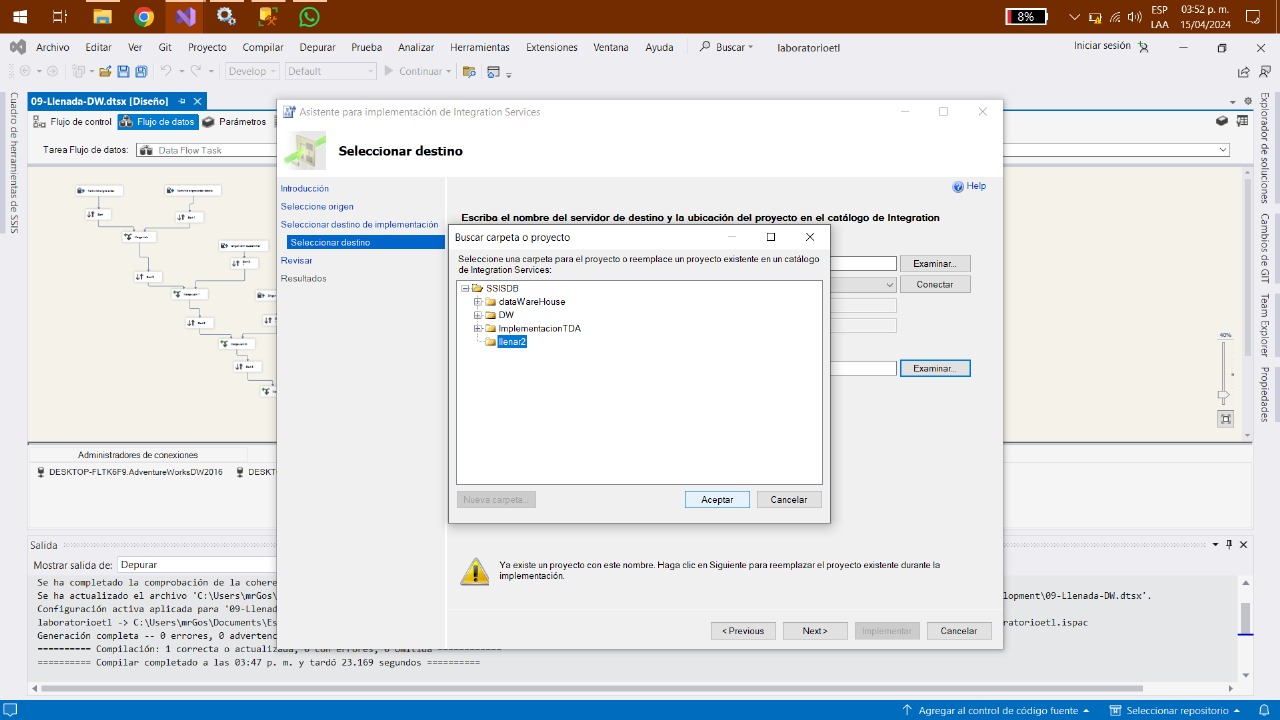 8%
ESP
LAA
03:52 p. m.
15/04/2024
Archivo Editar Ver Git Proyecto Compilar Depurar Prueba Analizar Herramientas Extensiones Ventana Ayuda Buscar laboratorioetl Iniciar sesión
Develop Default Continuar
09-Llenada-DW.dtsx [Diseño]
Flujo de control Flujo de datos Parámetros
Tarea Flujo de datos: Data Flow Task
Cuadro de herramientas de SSIS
Explorador de soluciones
Cambios de GIT
Team Explorer
Propiedades
40%
Asistente para implementación de Integration Services
Seleccionar destino
Help
Introducción
Seleccione origen
Seleccionar destino de implementación
Seleccionar destino
Revisar
Resultados
Escriba el nombre del servidor de destino y la ubicación del proyecto en el catálogo de Integration
Examinar...
Conectar
Examinar...
Buscar carpeta o proyecto
Seleccione una carpeta para el proyecto o reemplace un proyecto existente en un catálogo
de Integration Services:
SSISDB
dataWareHouse
DW
ImplementacionTDA
llenar2
Nueva carpeta... Aceptar Cancelar
Ya existe un proyecto con este nombre. Haga clic en Siguiente para reemplazar el proyecto existente durante la
implementación.
< Previous Next > Implementar Cancelar
Administradores de conexiones
DESKTOP-FLTK6F9.AdventureWorksDW2016 DESKT
Salida
Mostrar salida de: Depurar
Se ha completado la comprobación de la cohere
Se ha actualizado el archivo 'C:\Users\mrGos\ lopment\09-Llenada-DW.dtsx'.
Configuración activa aplicada para '09-Llenad
laboratorioetl -> C:\Users\mrGos\Documents\Es ratorioetl.ispac
Generación completa -- 0 errores, 0 advertenc
========== Compilación: 1 correcta o actualizada, 0 con errores, 0 omitida ============
========== Compilar completado a las 03:47 p. m. y tardó 23.169 segundos ==========
Agregar al control de código fuente Seleccionar repositorio